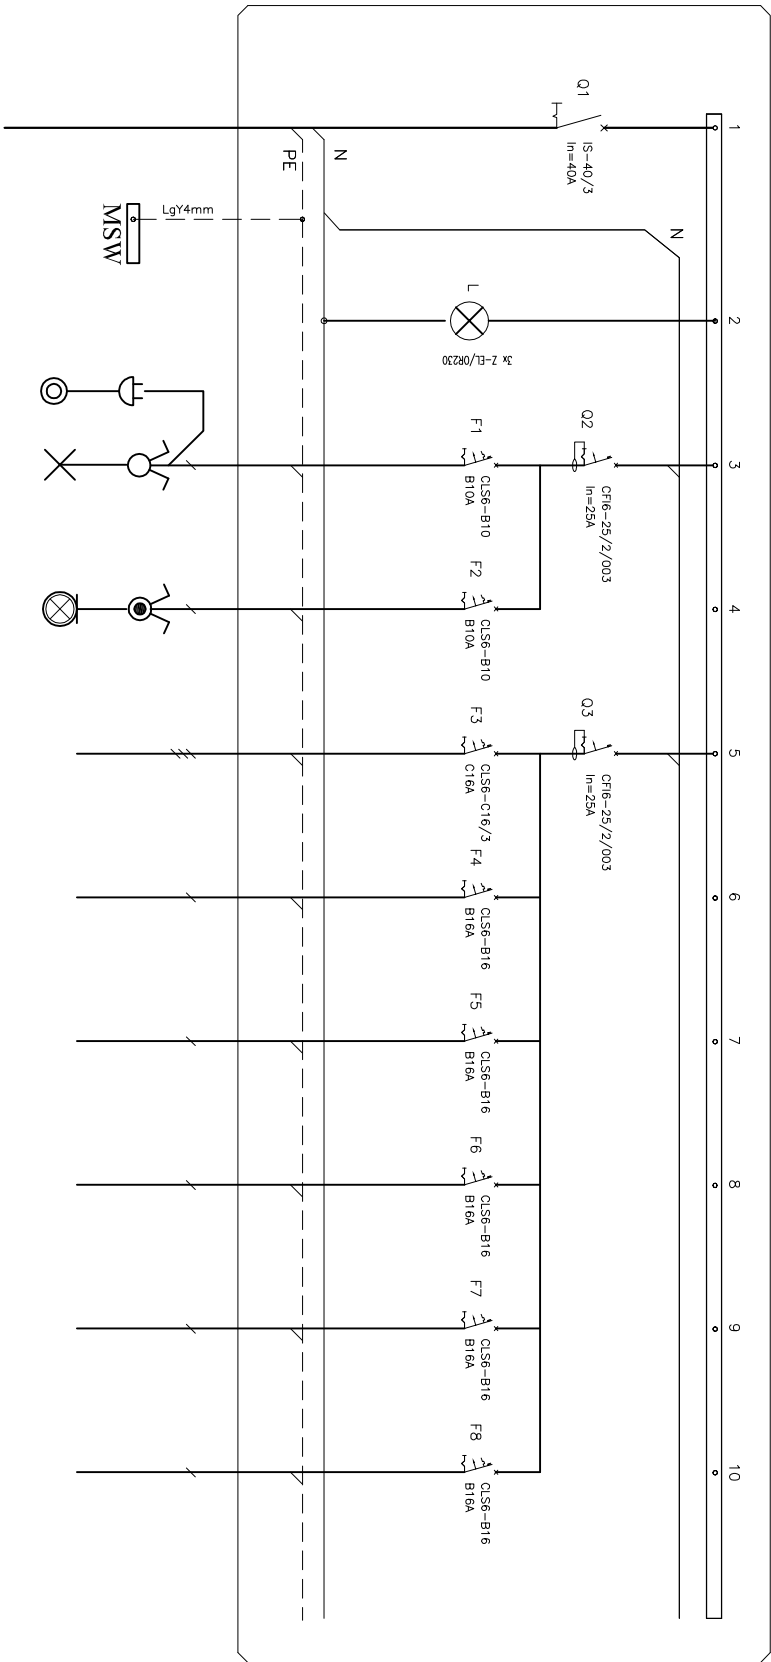 1
2
3
4
5
6
7
8
9
10
Q1
IS-40/3
In=40A
N
N
PE
LgY4mm
MSW
L
3x Z-EL/OR230
Q2
CFI6-25/2/003
In=25A
F1
CLS6-B10
B10A
F2
CLS6-B10
B10A
Q3
CFI6-25/2/003
In=25A
F3
CLS6-C16/3
C16A
F4
CLS6-B16
B16A
F5
CLS6-B16
B16A
F6
CLS6-B16
B16A
F7
CLS6-B16
B16A
F8
CLS6-B16
B16A